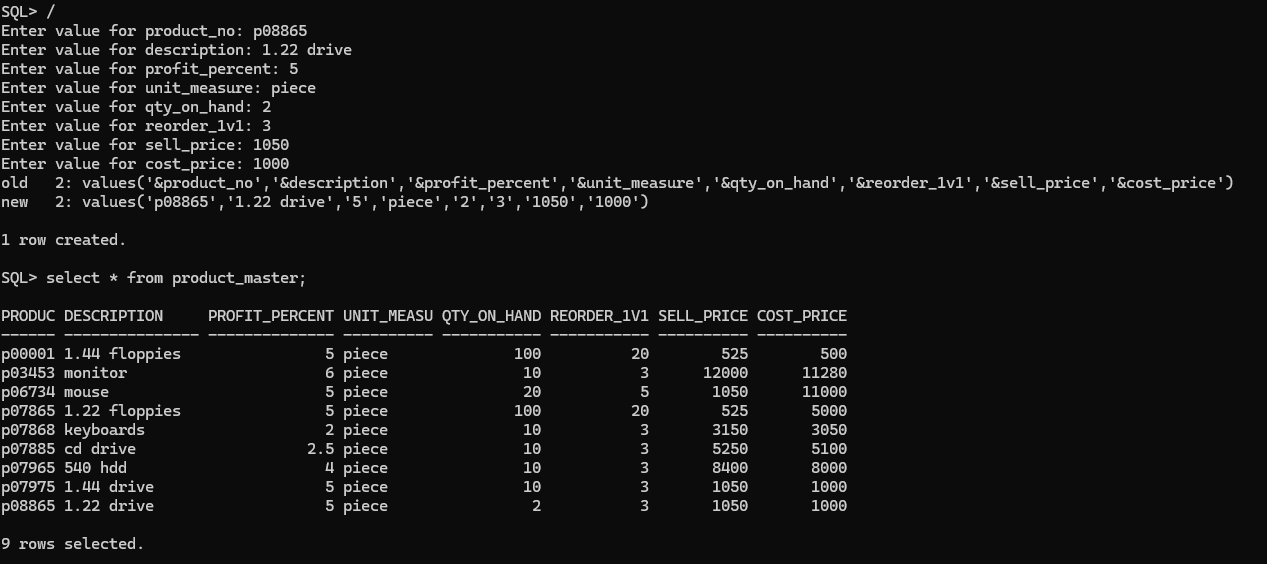 SQL> /
Enter value for product_no: p08865
Enter value for description: 1.22 drive
Enter value for profit_percent: 5
Enter value for unit_measure: piece
Enter value for qty_on_hand: 2
Enter value for reorder_1v1: 3
Enter value for sell_price: 1050
Enter value for cost_price: 1000
old   2: values('&product_no','&description','&profit_percent','&unit_measure','&qty_on_hand','&reorder_1v1','&sell_price','&cost_price')
new   2: values('p08865','1.22 drive','5','piece','2','3','1050','1000')
1 row created.
SQL> select * from product_master;
PRODUC DESCRIPTION     PROFIT_PERCENT UNIT_MEASU QTY_ON_HAND REORDER_1V1 SELL_PRICE COST_PRICE
------ --------------- -------------- ---------- ----------- ----------- ---------- ----------
p00001 1.44 floppies                5 piece              100          20        525        500
p03453 monitor                      6 piece               10           3      12000      11280
p06734 mouse                        5 piece               20           5       1050      11000
p07865 1.22 floppies                5 piece              100          20        525       5000
p07868 keyboards                    2 piece               10           3       3150       3050
p07885 cd drive                   2.5 piece               10           3       5250       5100
p07965 540 hdd                      4 piece               10           3       8400       8000
p07975 1.44 drive                   5 piece               10           3       1050       1000
p08865 1.22 drive                   5 piece                2           3       1050       1000
9 rows selected.